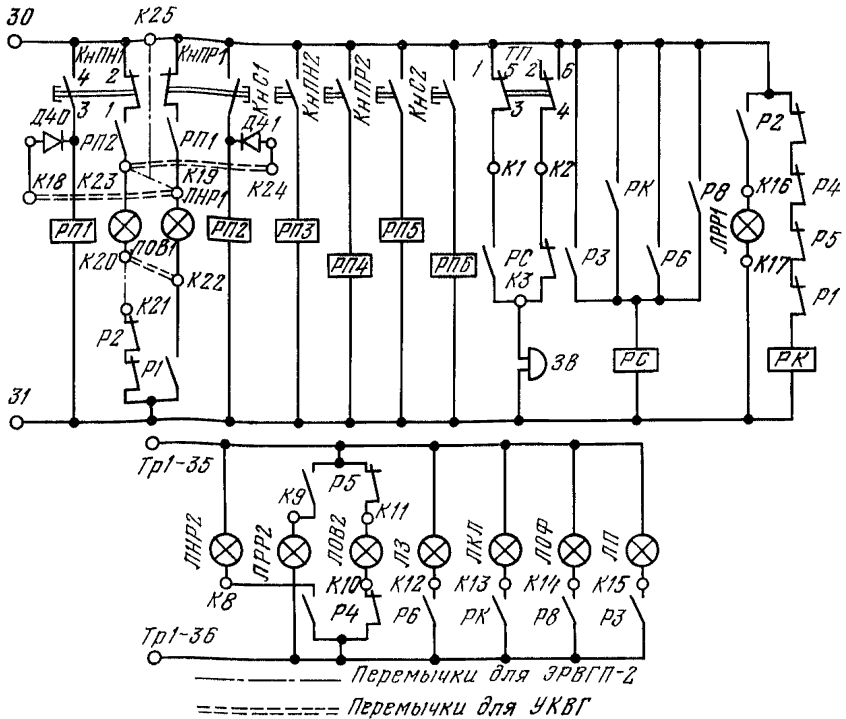 30
К25
КнПН1
КнПР1
КнС1
КнПН2
КнПР2
КнС2
ТП
4
2
1
5
2
6
3
1
3
4
Д40
РП2
РП1
Д41
К18
К23
К19
К24
ЛНР1
К1
К2
РК
Р8
Р2
К16
Р4
ЛРР1
РП1
ЛОВ1
РП2
РП3
РП4
РП5
РП6
РС
К3
Р3
Р6
К17
Р5
К20
К22
К21
Р2
Р1
ЗВ
РС
Р1
РК
31
Тр1-35
К9
Р5
К11
ЛНР2
ЛРР2
ЛОВ2
ЛЗ
ЛКЛ
ЛОФ
ЛП
К8
К10
К12
К13
К14
К15
Р4
Р6
РК
Р8
Р3
Тр1-36
Перемычки для ЭРВГП-2
Перемычки для УКВГ